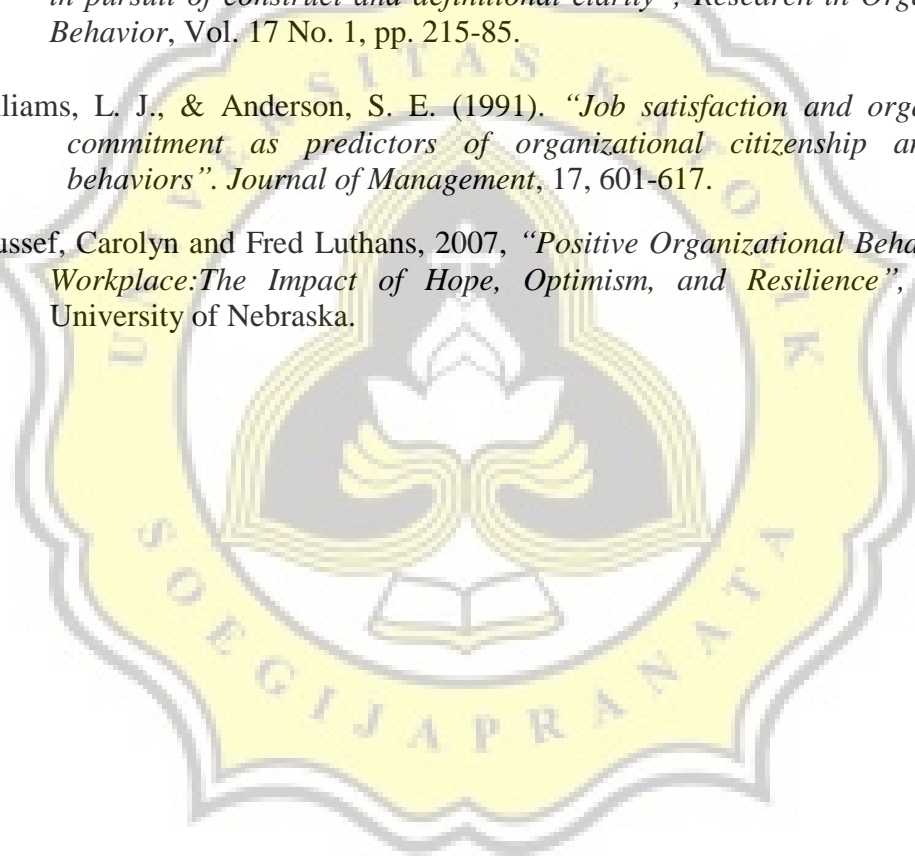 in pursuit of construct and definitional clarity”, Research in Orga
Behavior, Vol. 17 No. 1, pp. 215-85.
lliams, L. J., & Anderson, S. E. (1991). “Job satisfaction and orga
commitment as predictors of organizational citizenship an
behaviors”. Journal of Management, 17, 601-617.
ussef, Carolyn and Fred Luthans, 2007, “Positive Organizational Beha
Workplace:The Impact of Hope, Optimism, and Resilience”,
University of Nebraska.
UNIVERSITAS KATOLIK
SOEGIJAPRANATA